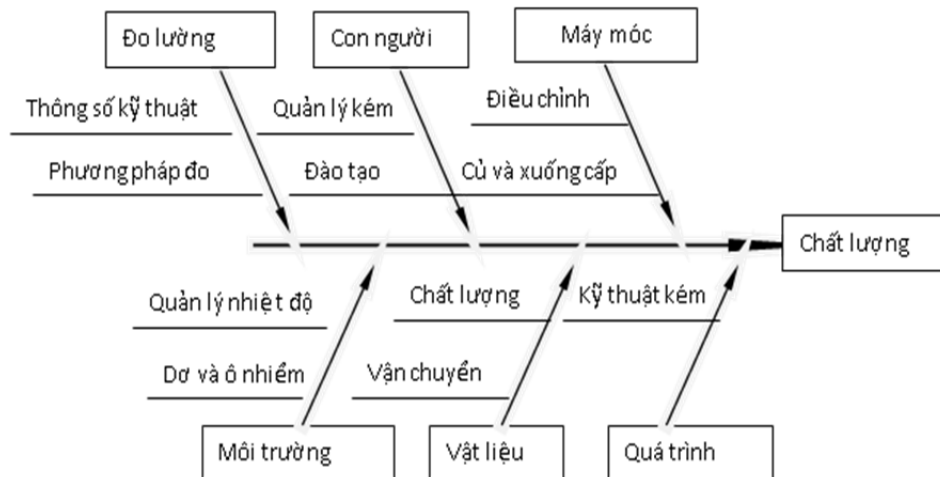 Đo lường
Con người
Máy móc
Thông số kỹ thuật
Quản lý kém
Điều chỉnh
Phương pháp đo
Đào tạo
Củ và xuống cấp
Chất lượng
Quản lý nhiệt độ
Chất lượng
Kỹ thuật kém
Dơ và ô nhiểm
Vận chuyển
Môi trường
Vật liệu
Quá trình